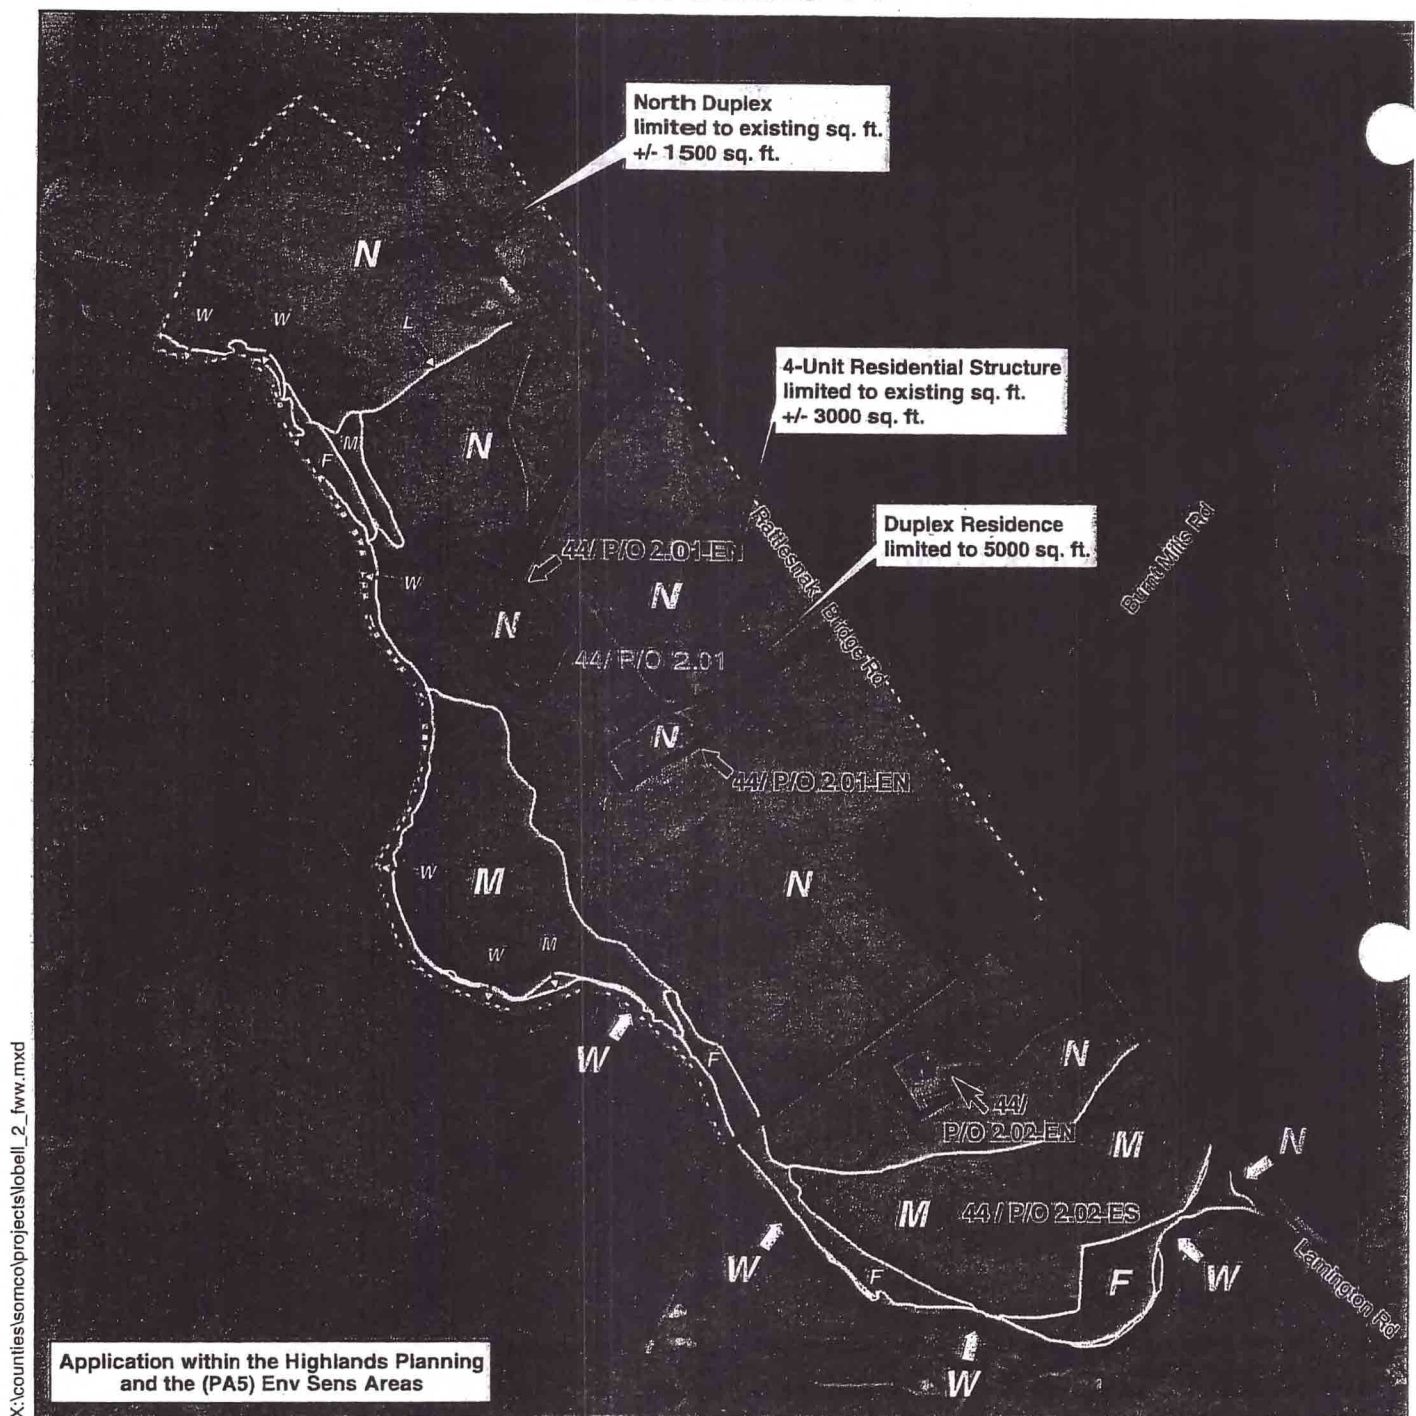 North Duplex
limited to existing sq. ft.
+/- 1500 sq. ft.
N
W
W
L
4-Unit Residential Structure
limited to existing sq. ft.
+/- 3000 sq. ft.
M
N
F
Duplex Residence
limited to 5000 sq. ft.
Rattlesnake Bridge Rd
Burnt Mills Rd
44/ P/O 2.01-EN
W
N
N
44/ P/O 2.01
N
44/ P/O 2.01-EN
W
M
N
W
M
W
F
N
44/
P/O 2.02-EN
M
N
M
44 / P/O 2.02-ES
W
F
F
W
Lamington Rd
W
Application within the Highlands Planning
and the (PA5) Env Sens Areas
X:\counties\somco\projects\lobell_2_fww.mxd